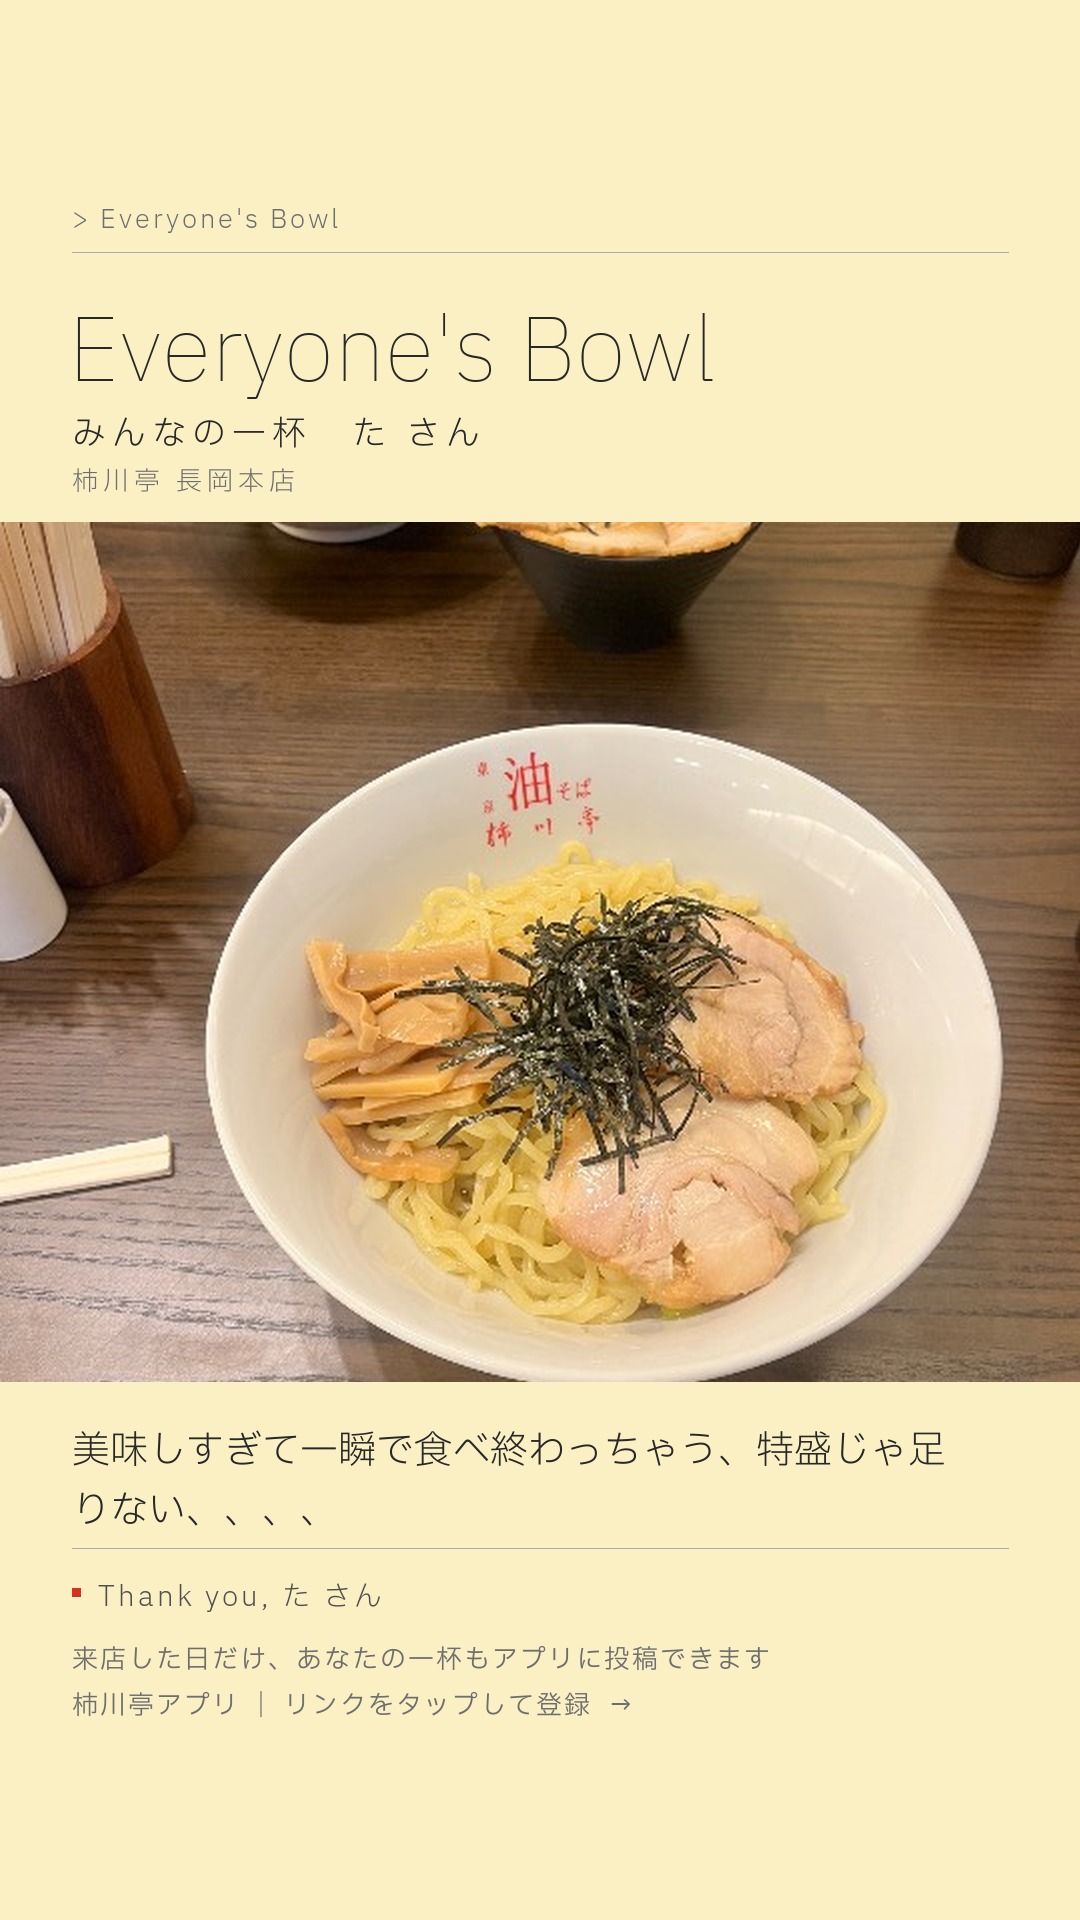 > Everyone's Bowl
Everyone's Bowl
みんなの一杯　た さん
柿川亭 長岡本店
東京 油そば
柿川亭
美味しすぎて一瞬で食べ終わっちゃう、特盛じゃ足
りない、、、、
Thank you, た さん
来店した日だけ、あなたの一杯もアプリに投稿できます
柿川亭アプリ ｜ リンクをタップして登録 →